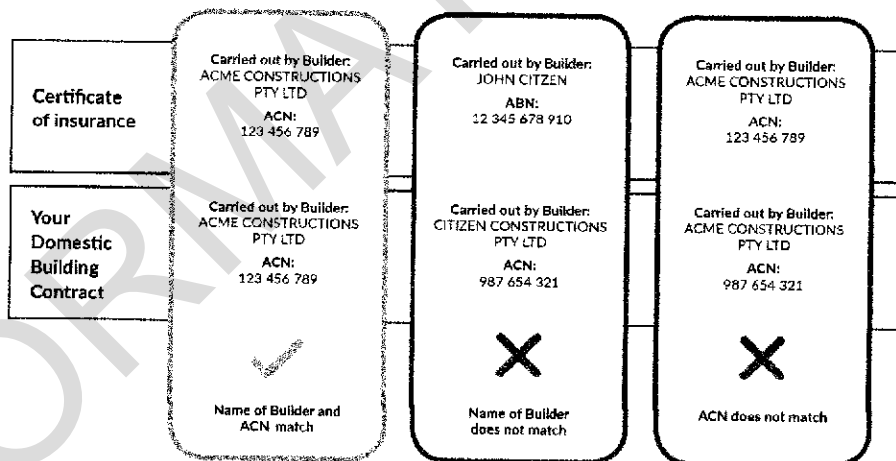 Certificate
of insurance
Carried out by Builder:
ACME CONSTRUCTIONS
PTY LTD
ACN:
123 456 789
Carried out by Builder:
JOHN CITZEN
ABN:
12 345 678 910
Carried out by Builder:
ACME CONSTRUCTIONS
PTY LTD
ACN:
123 456 789
Your
Domestic
Building
Contract
Carried out by Builder:
ACME CONSTRUCTIONS
PTY LTD
ACN:
123 456 789
Carried out by Builder:
CITIZEN CONSTRUCTIONS
PTY LTD
ACN:
987 654 321
Carried out by Builder:
ACME CONSTRUCTIONS
PTY LTD
ACN:
987 654 321
Name of Builder and
ACN match
Name of Builder
does not match
ACN does not match
ORMAT